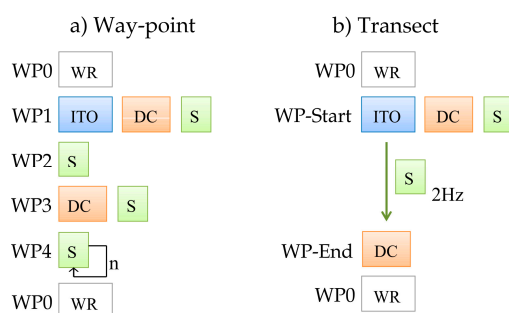 a) Way-point
WP0 WR
WP1 ITO DC S
WP2 S
WP3 DC S
WP4 S n
WP0 WR
b) Transect
WP0 WR
WP-Start ITO DC S
S 2Hz
WP-End DC
WP0 WR